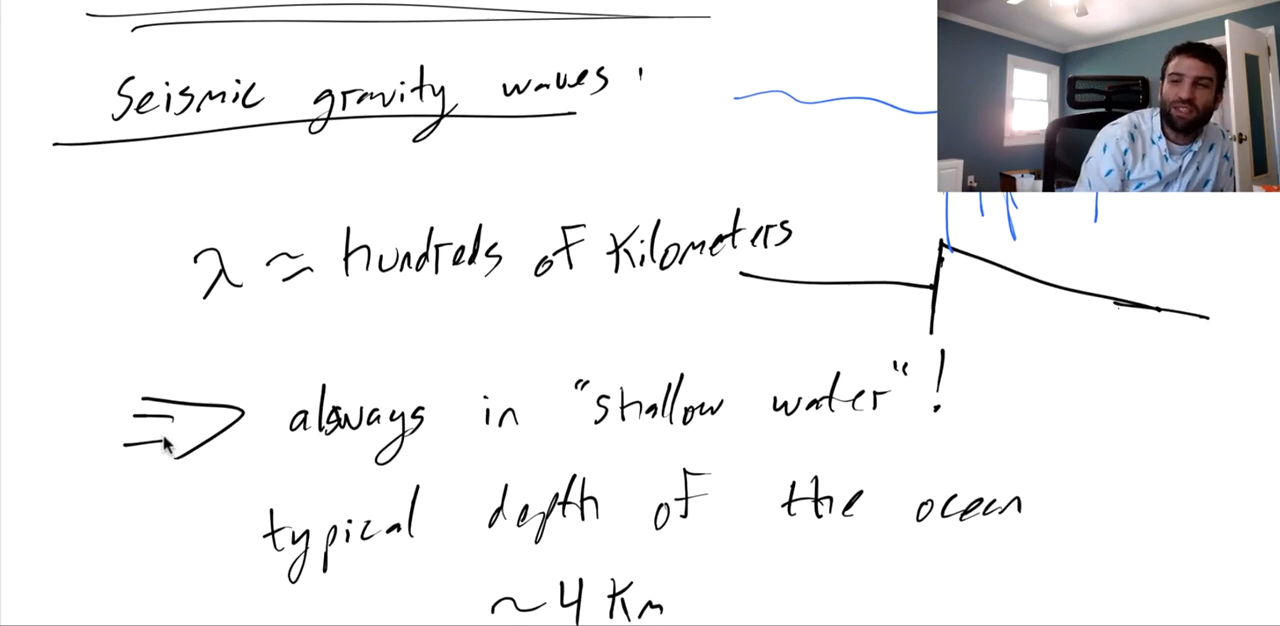 Seismic gravity waves:
λ ≈ hundreds of Kilometers
⇒ always in "shallow water"!
typical depth of the ocean
~4 Km